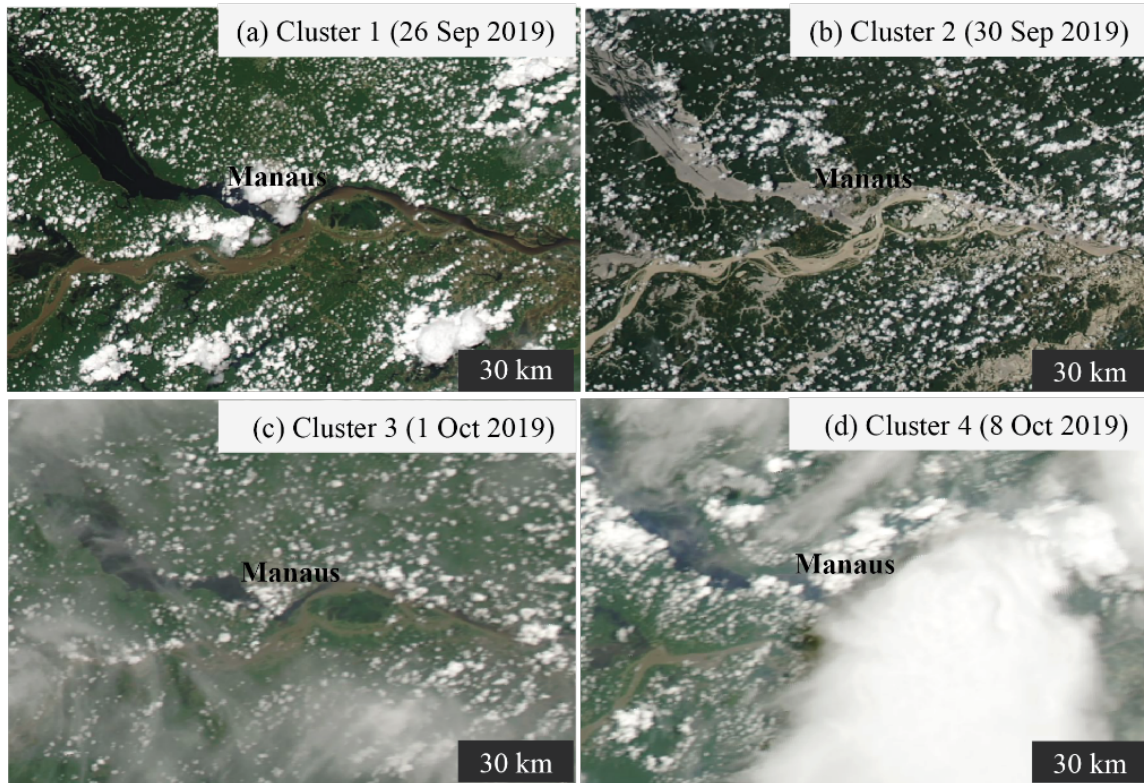 (a) Cluster 1 (26 Sep 2019)
Manaus
30 km
(b) Cluster 2 (30 Sep 2019)
Manaus
30 km
(c) Cluster 3 (1 Oct 2019)
Manaus
30 km
(d) Cluster 4 (8 Oct 2019)
Manaus
30 km